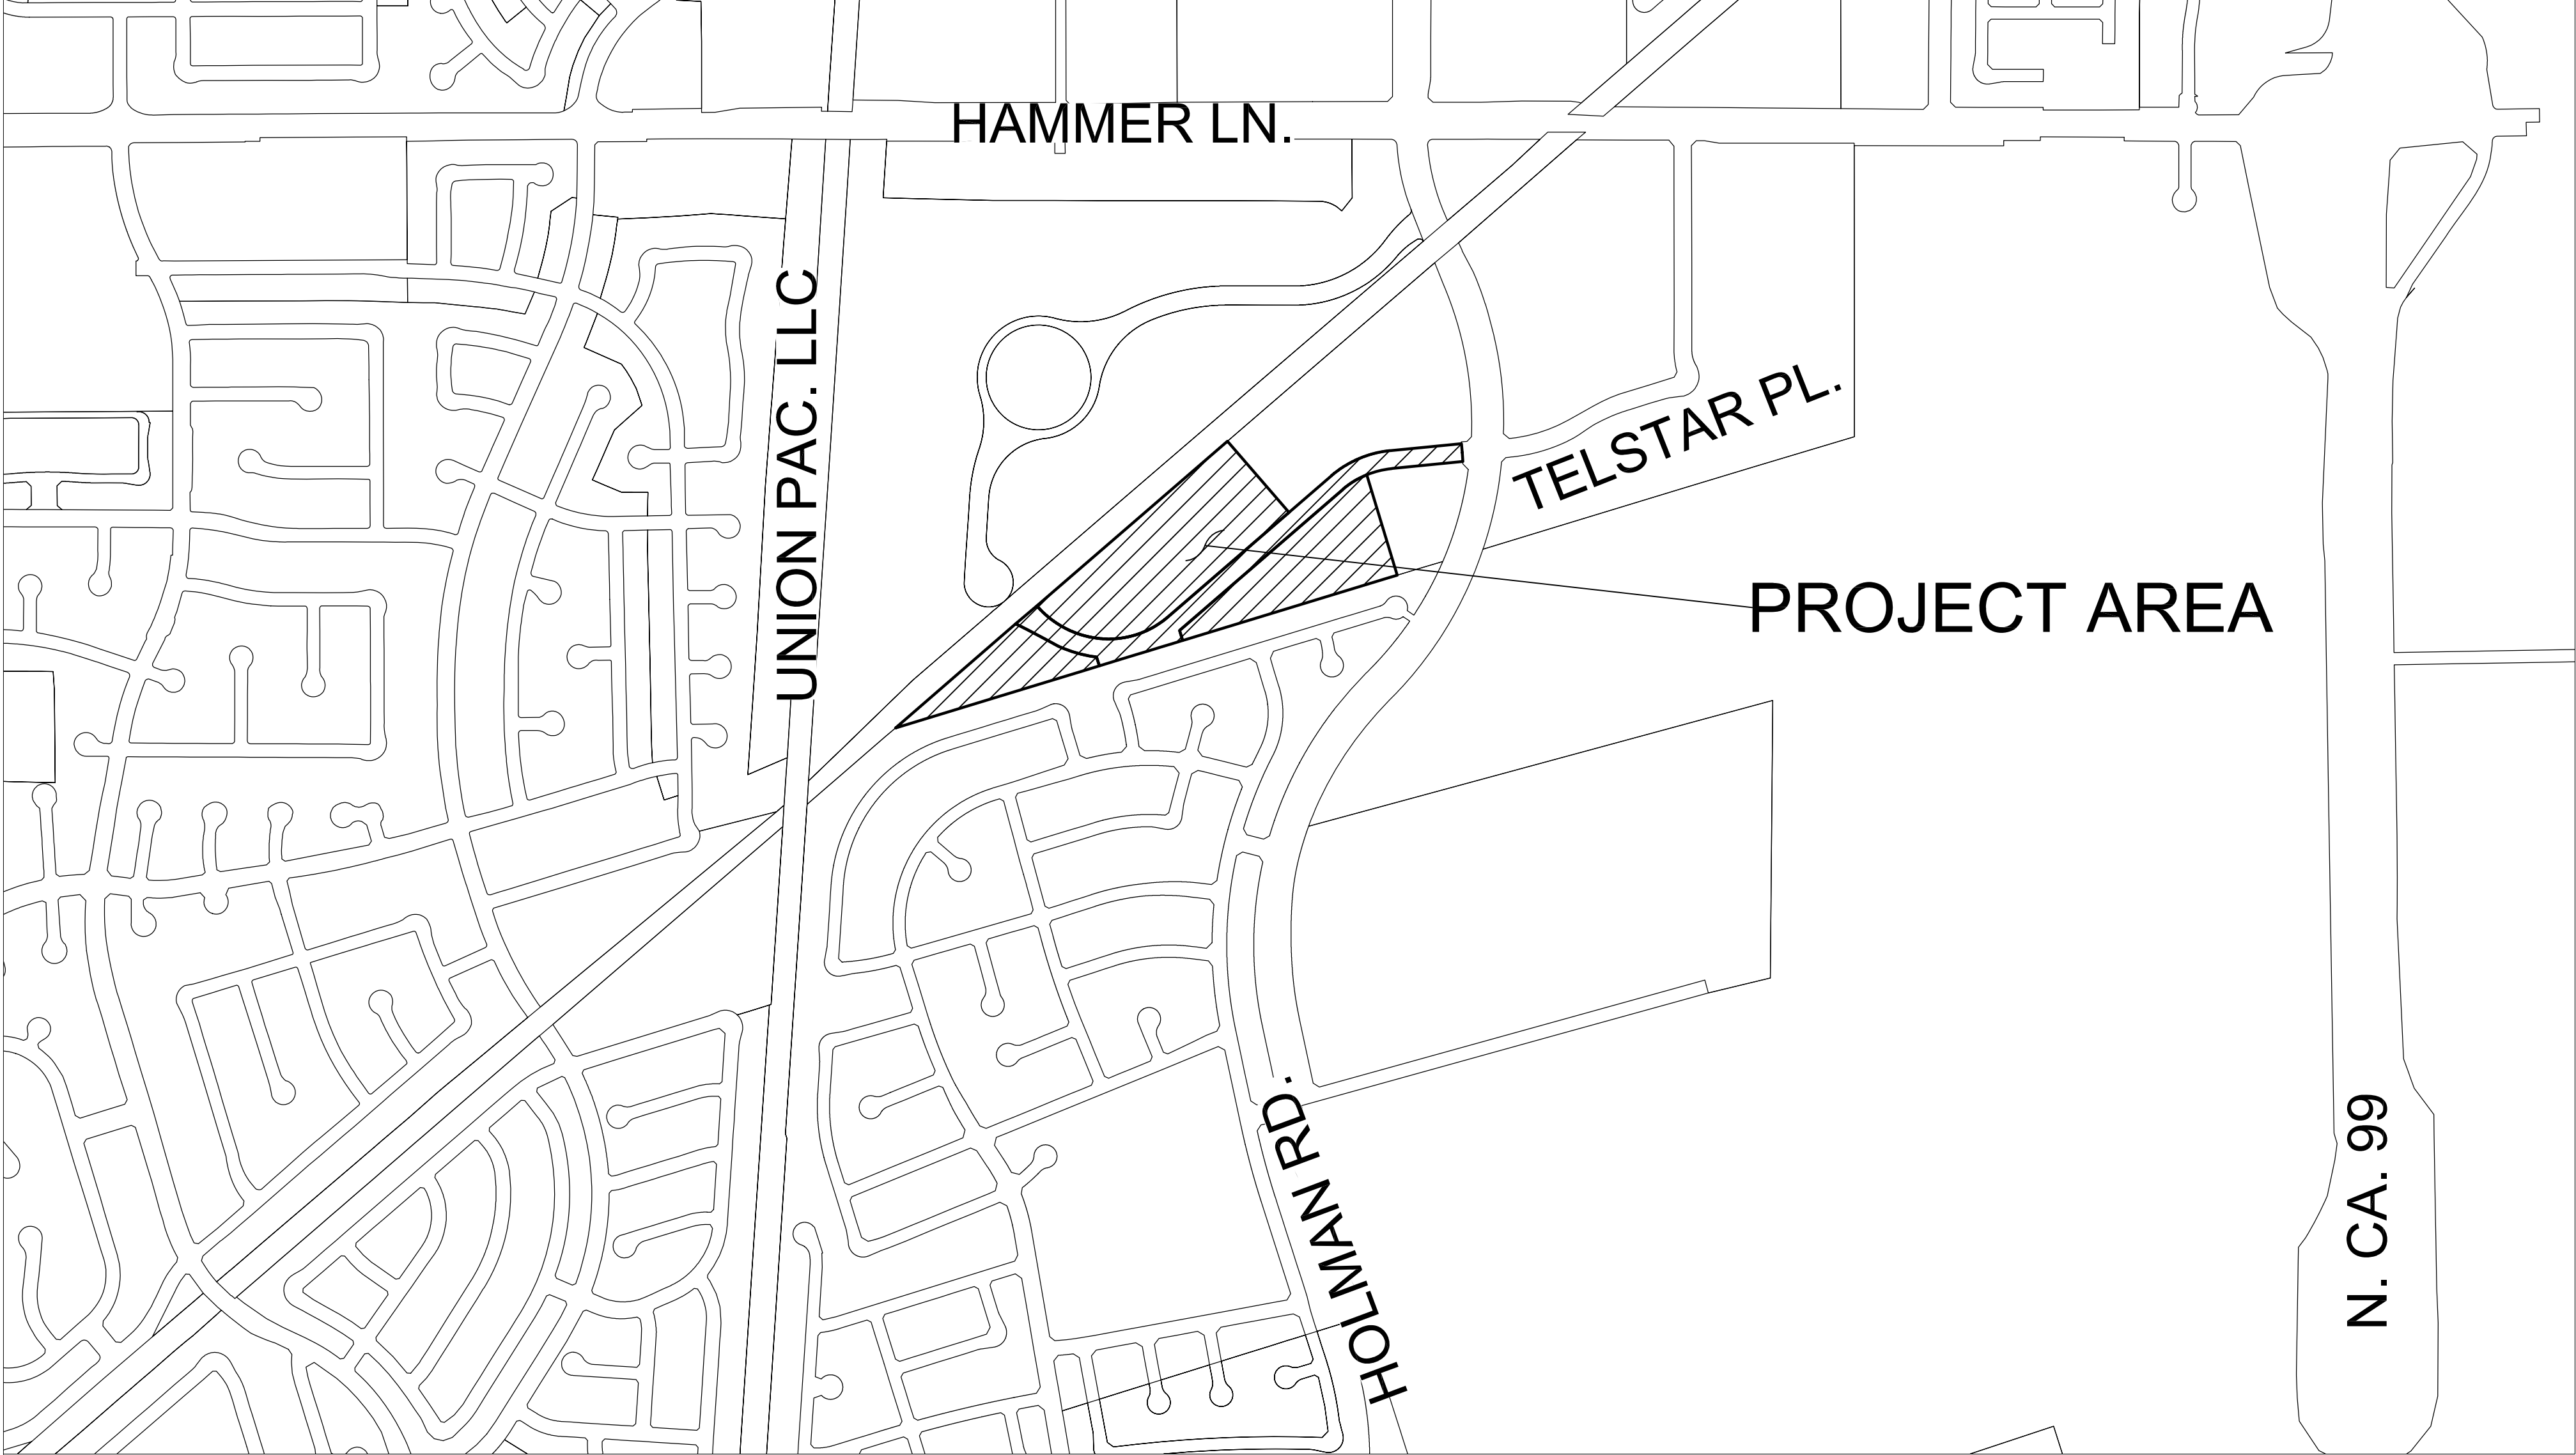 HAMMER LN.
UNION PAC. LLC
TELSTAR PL.
PROJECT AREA
HOLMAN RD.
N. CA. 99